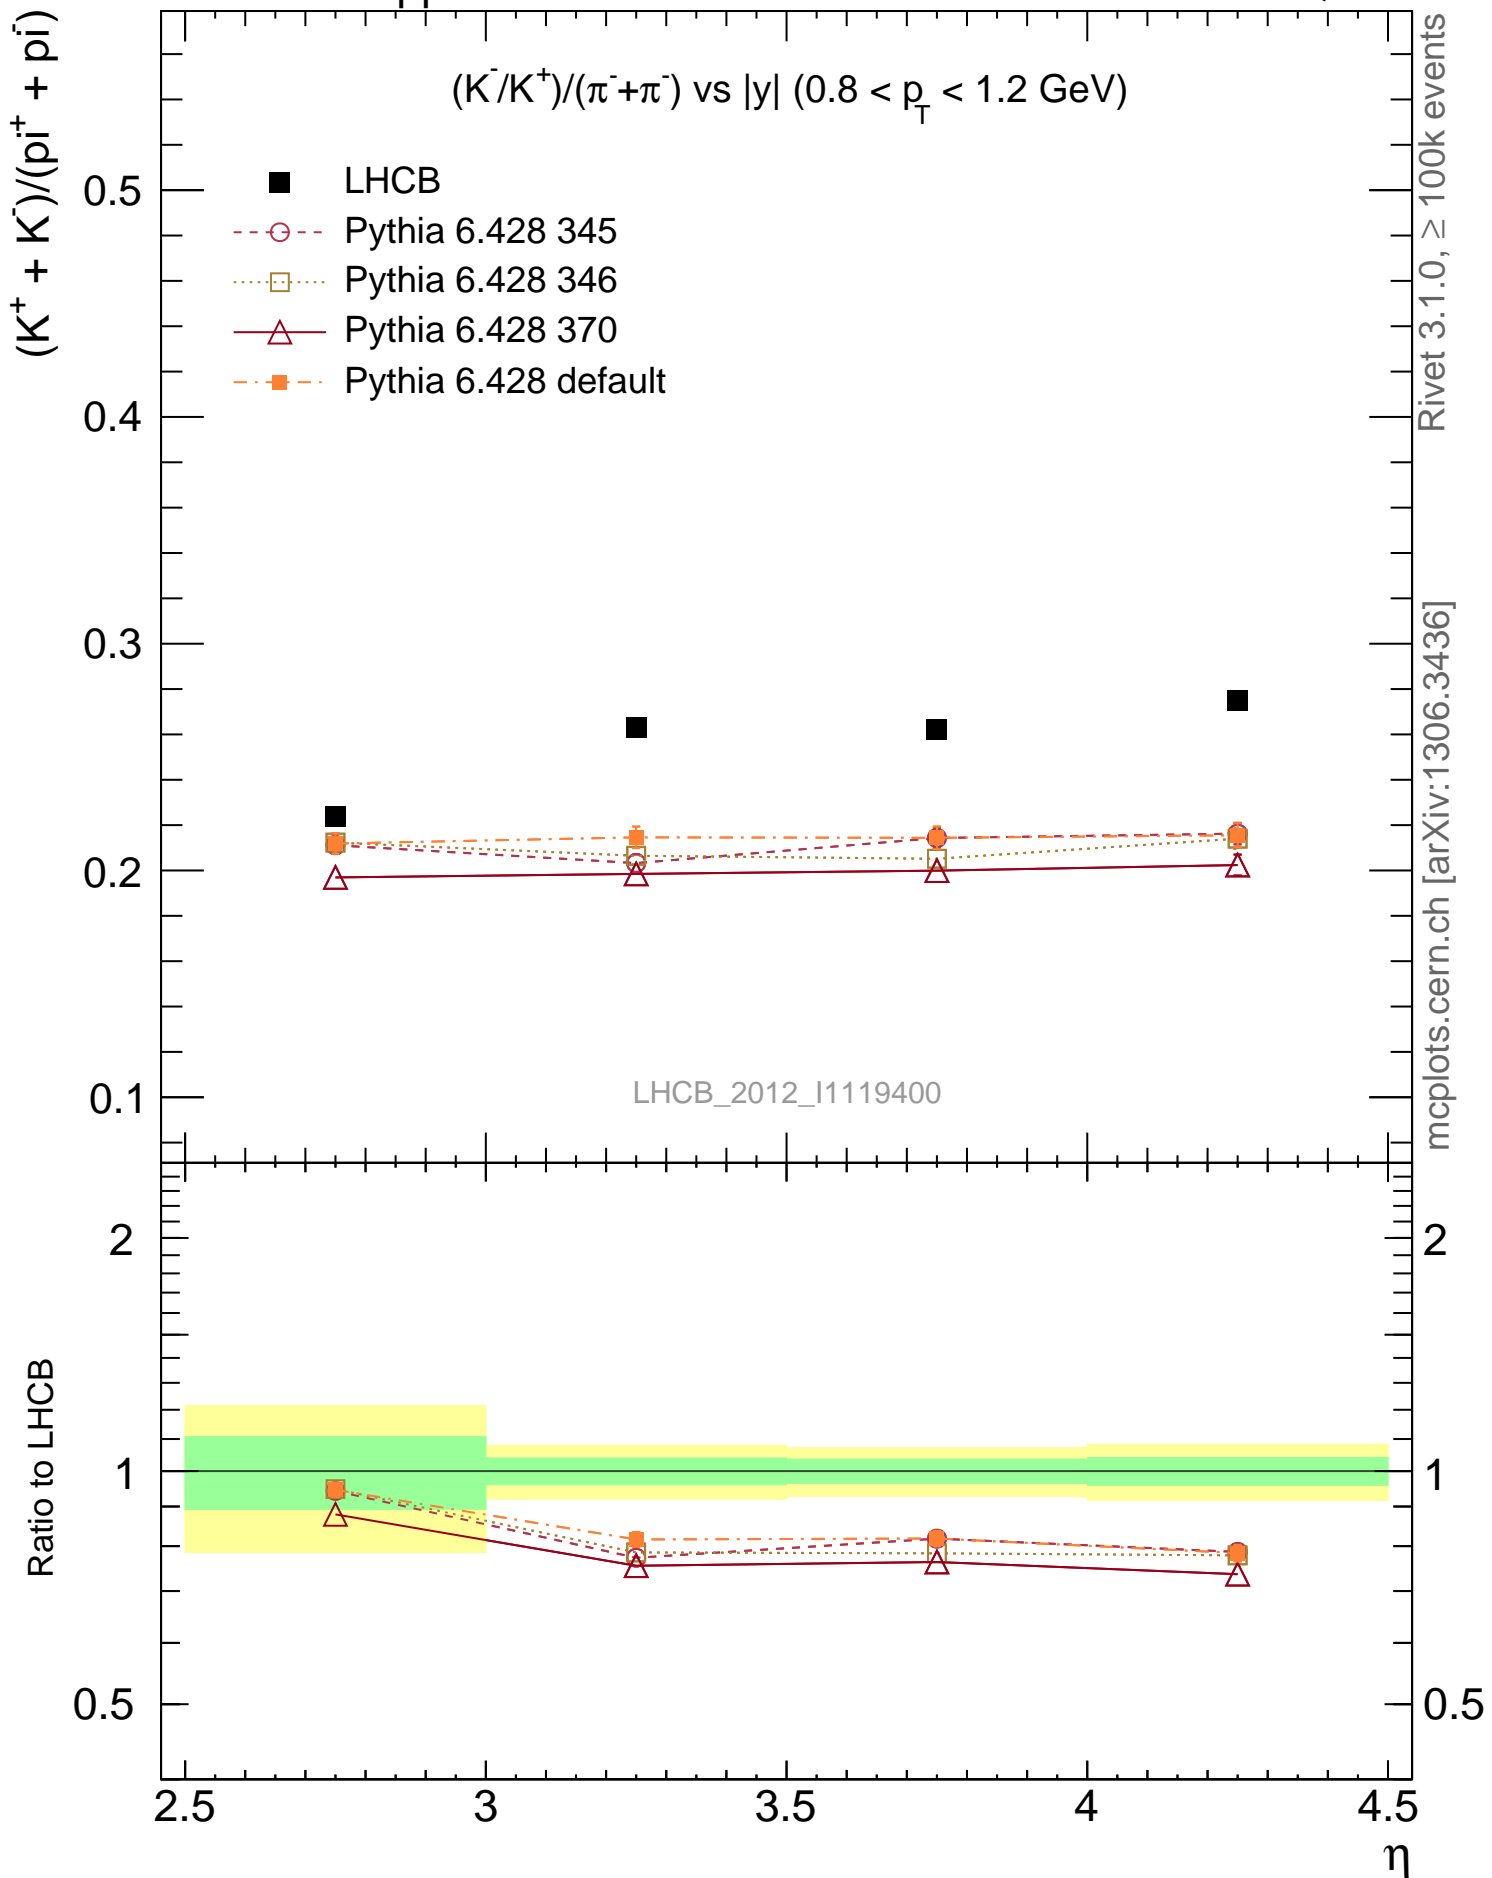 pp
(K⁻/K⁺)/(π⁻+π⁻) vs |y| (0.8 < p_T < 1.2 GeV)
(K⁺ + K⁻)/(pi⁺ + pi⁻)
LHCB
Pythia 6.428 345
Pythia 6.428 346
Pythia 6.428 370
Pythia 6.428 default
0.5
0.4
0.3
0.2
0.1
LHCB_2012_I1119400
Rivet 3.1.0, ≥ 100k events
mcplots.cern.ch [arXiv:1306.3436]
Ratio to LHCB
2
1
0.5
2
1
0.5
2.5 3 3.5 4 4.5
η